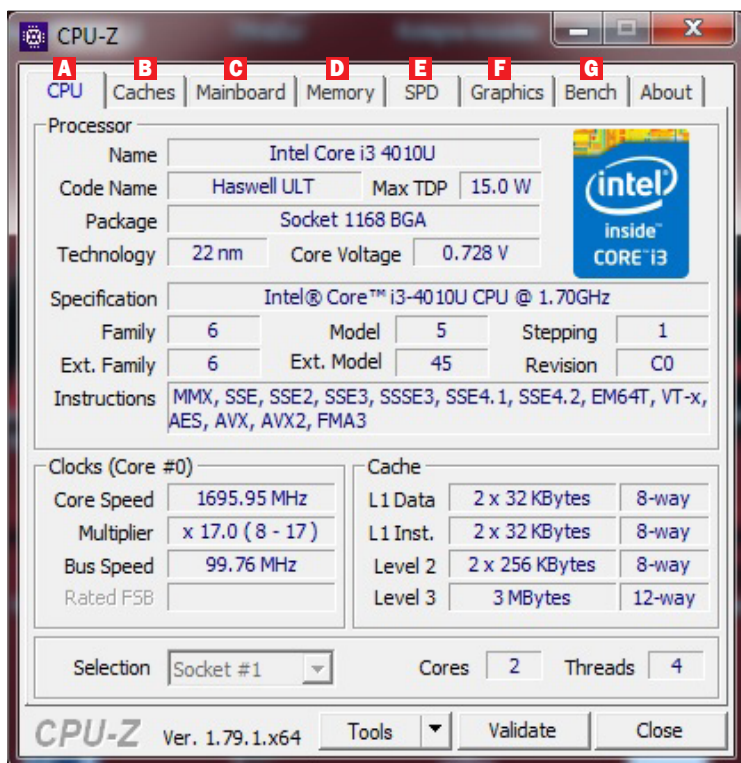 CPU-Z
A B C D E F G
CPU Caches Mainboard Memory SPD Graphics Bench About
Processor
Name Intel Core i3 4010U
Code Name Haswell ULT Max TDP 15.0 W
Package Socket 1168 BGA
Technology 22 nm Core Voltage 0.728 V
intel
inside™
CORE™i3
Specification Intel® Core™ i3-4010U CPU @ 1.70GHz
Family 6 Model 5 Stepping 1
Ext. Family 6 Ext. Model 45 Revision C0
Instructions MMX, SSE, SSE2, SSE3, SSSE3, SSE4.1, SSE4.2, EM64T, VT-x,
AES, AVX, AVX2, FMA3
Clocks (Core #0)
Core Speed 1695.95 MHz
Multiplier x 17.0 ( 8 - 17 )
Bus Speed 99.76 MHz
Rated FSB
Cache
L1 Data 2 x 32 KBytes 8-way
L1 Inst. 2 x 32 KBytes 8-way
Level 2 2 x 256 KBytes 8-way
Level 3 3 MBytes 12-way
Selection Socket #1 Cores 2 Threads 4
CPU-Z Ver. 1.79.1.x64 Tools Validate Close